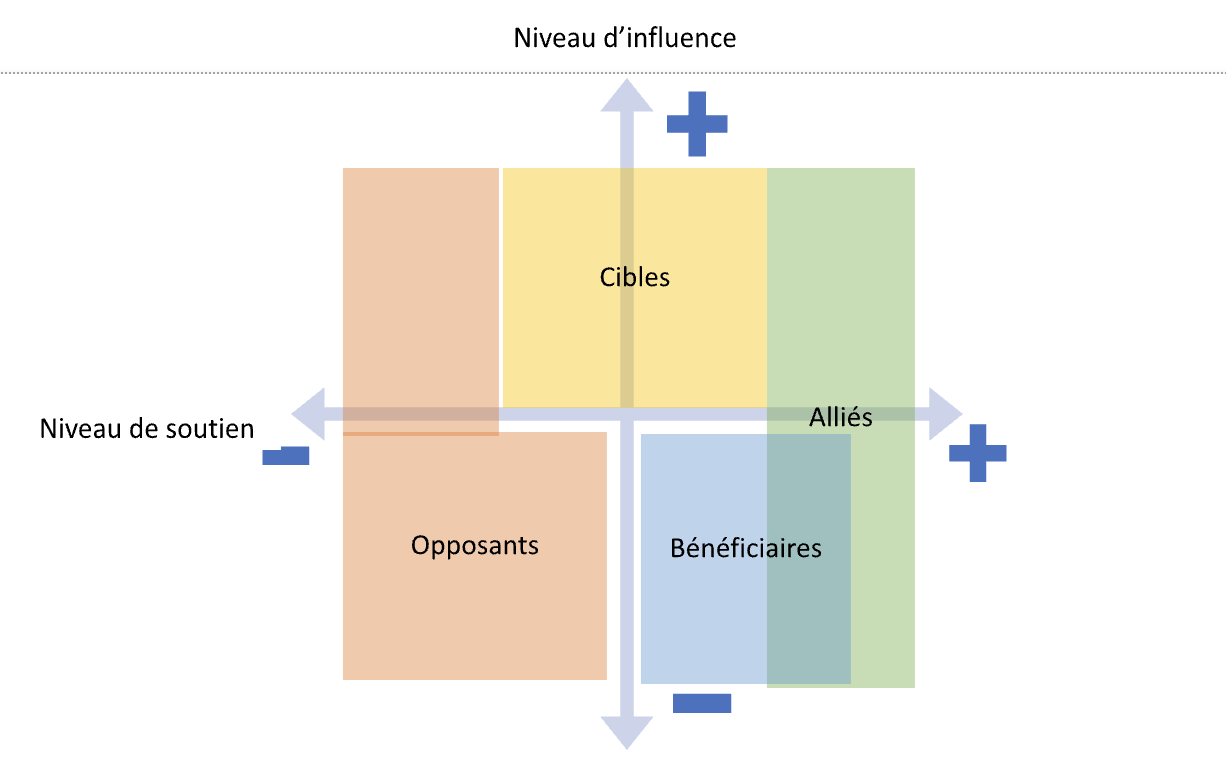 Niveau d’influence
Cibles
Niveau de soutien
Alliés
Opposants
Bénéficiaires